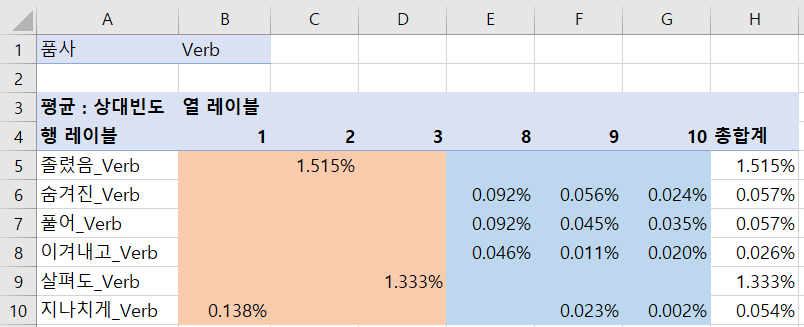 A B C D E F G H
1 품사 Verb
2
3 평균 : 상대빈도 열 레이블
4 행 레이블 1 2 3 8 9 10 총합계
5 졸렸음_Verb 1.515% 1.515%
6 숨겨진_Verb 0.092% 0.056% 0.024% 0.057%
7 풀어_Verb 0.092% 0.045% 0.035% 0.057%
8 이겨내고_Verb 0.046% 0.011% 0.020% 0.026%
9 살펴도_Verb 1.333% 1.333%
10 지나치게_Verb 0.138% 0.023% 0.002% 0.054%